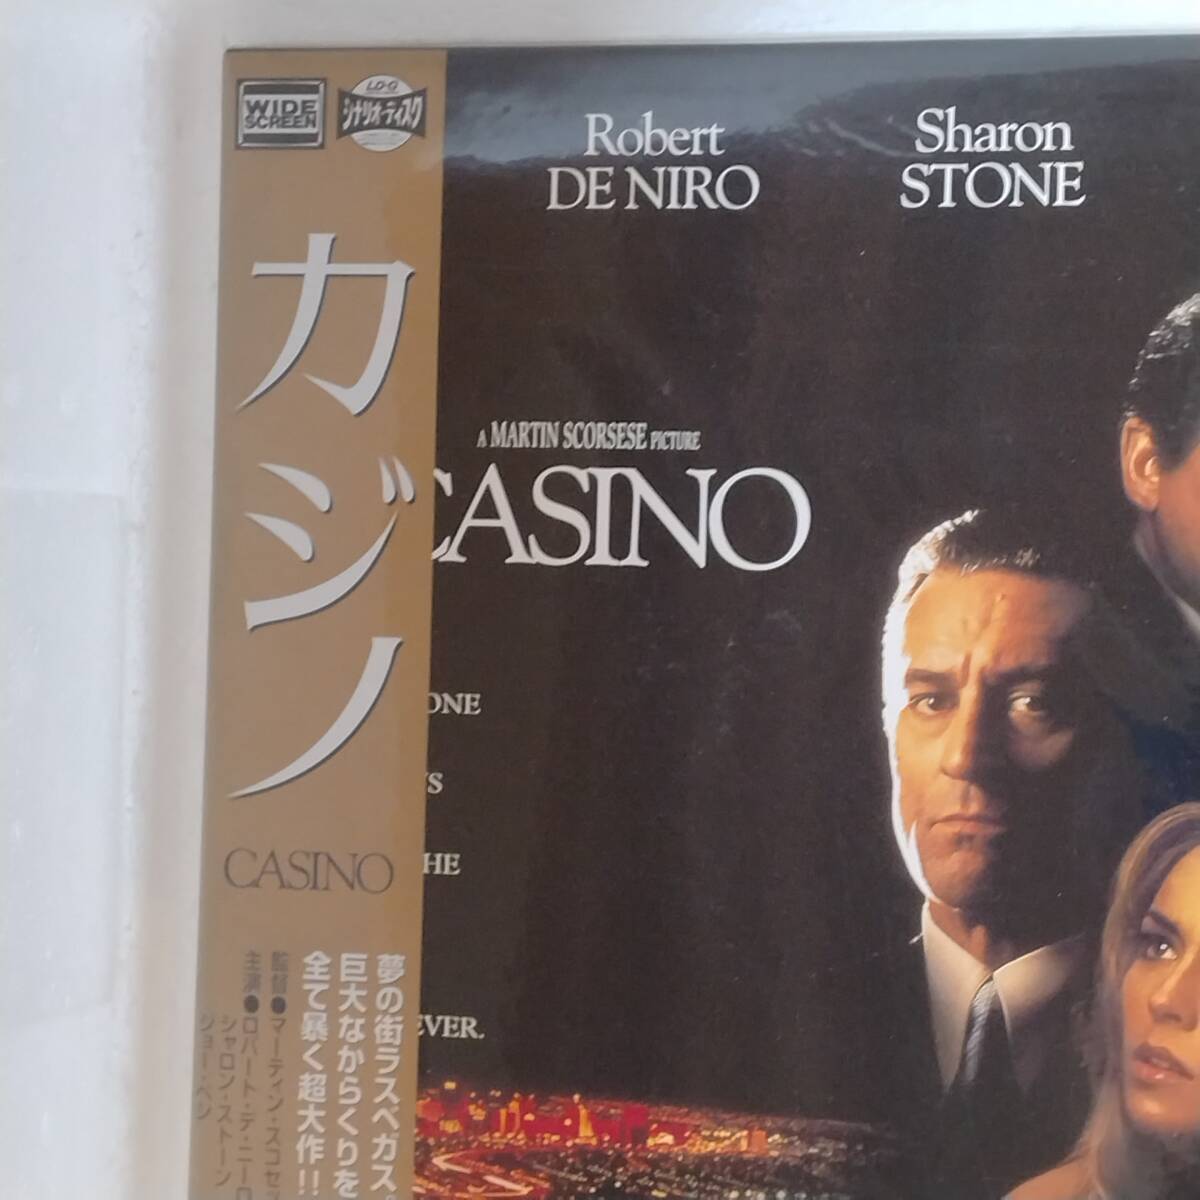 WIDE
SCREEN
LD-G
シナリオ・ディスク
カジノ
CASINO
夢の街ラスベガス。
巨大なからくりを
全て暴く超大作!!
監督●マーティン・スコセッ
主演●ロバート・デ・ニーロ
シャロン・ストーン
ジョー・ペシ
Robert
DE NIRO
Sharon
STONE
A MARTIN SCORSESE PICTURE
CASINO
ONE
S
HE
EVER.